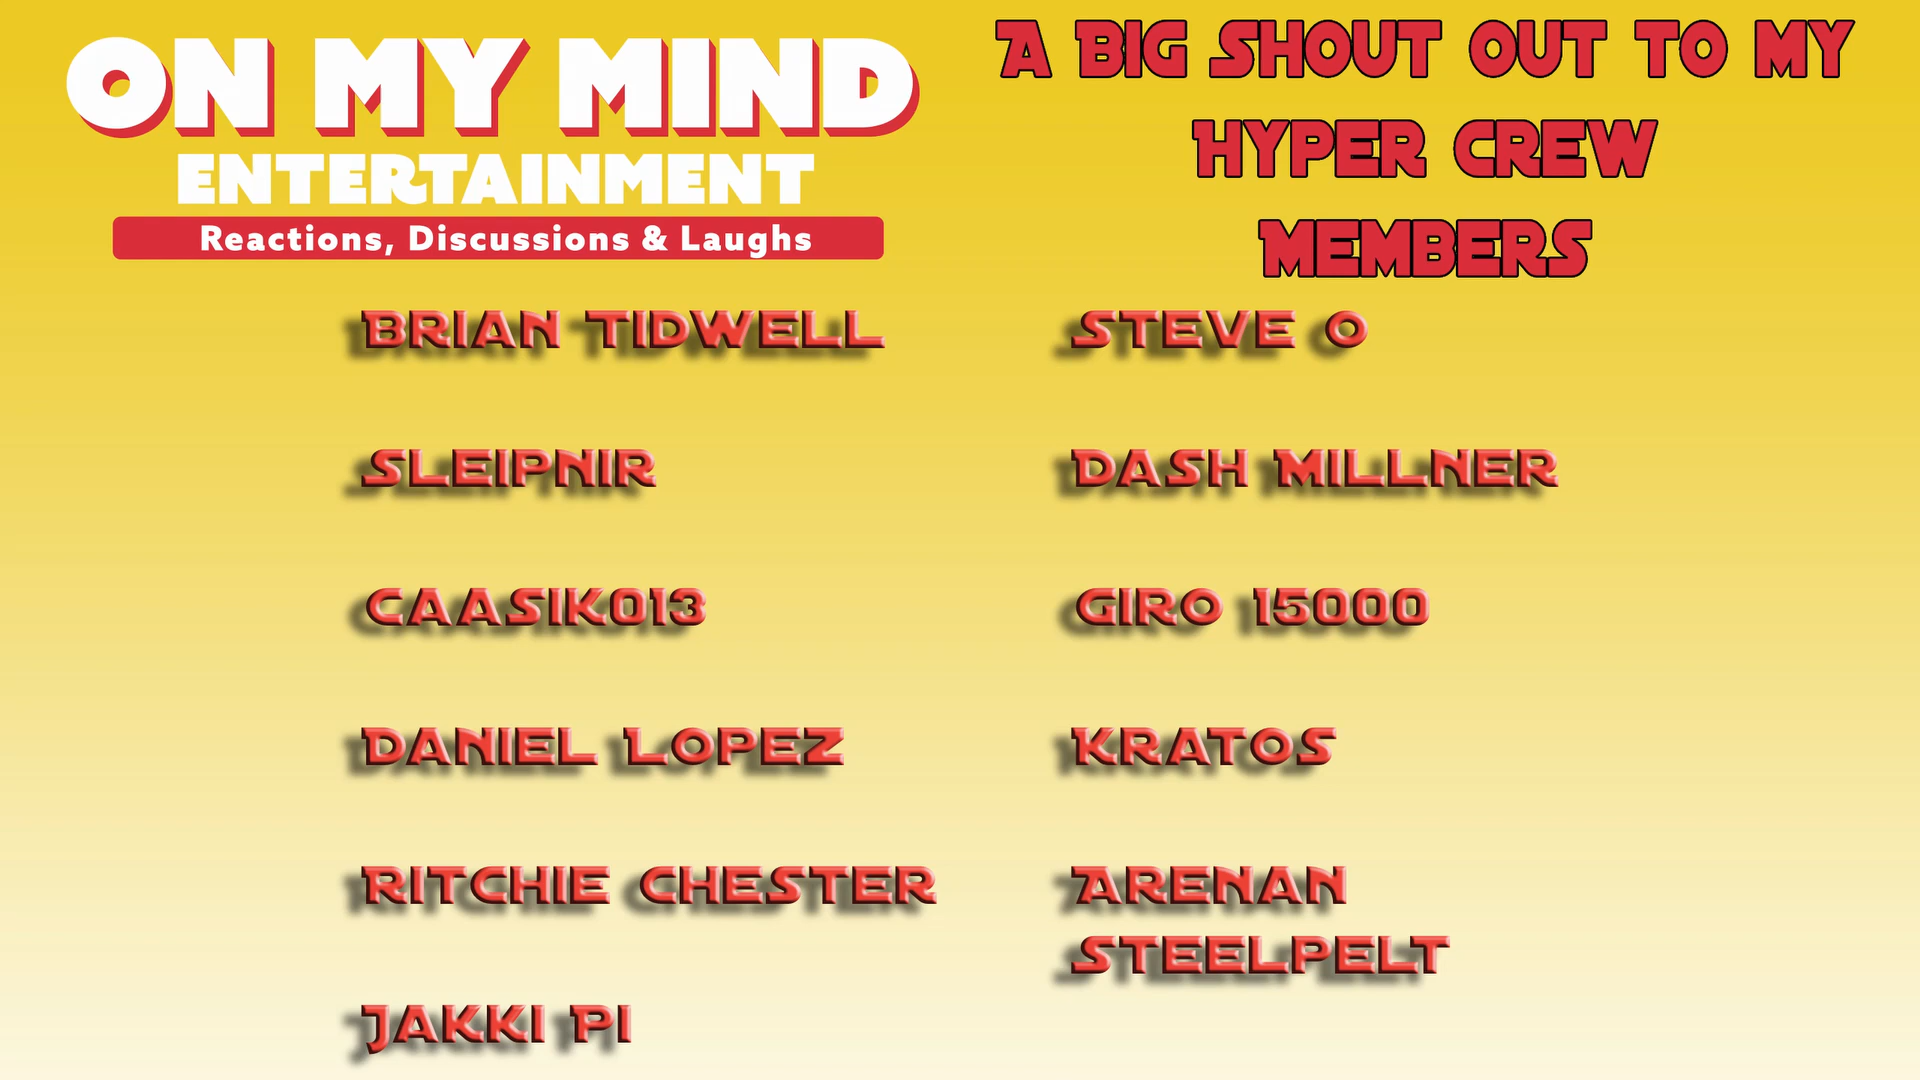 ON MY MIND
ENTERTAINMENT
Reactions, Discussions & Laughs
A BIG SHOUT OUT TO MY
HYPER CREW
MEMBERS
BRIAN TIDWELL
SLEIPNIR
CAASIK013
DANIEL LOPEZ
RITCHIE CHESTER
JAKKI PI
STEVE O
DASH MILLNER
GIRO 15000
KRATOS
ARENAN
STEELPELT